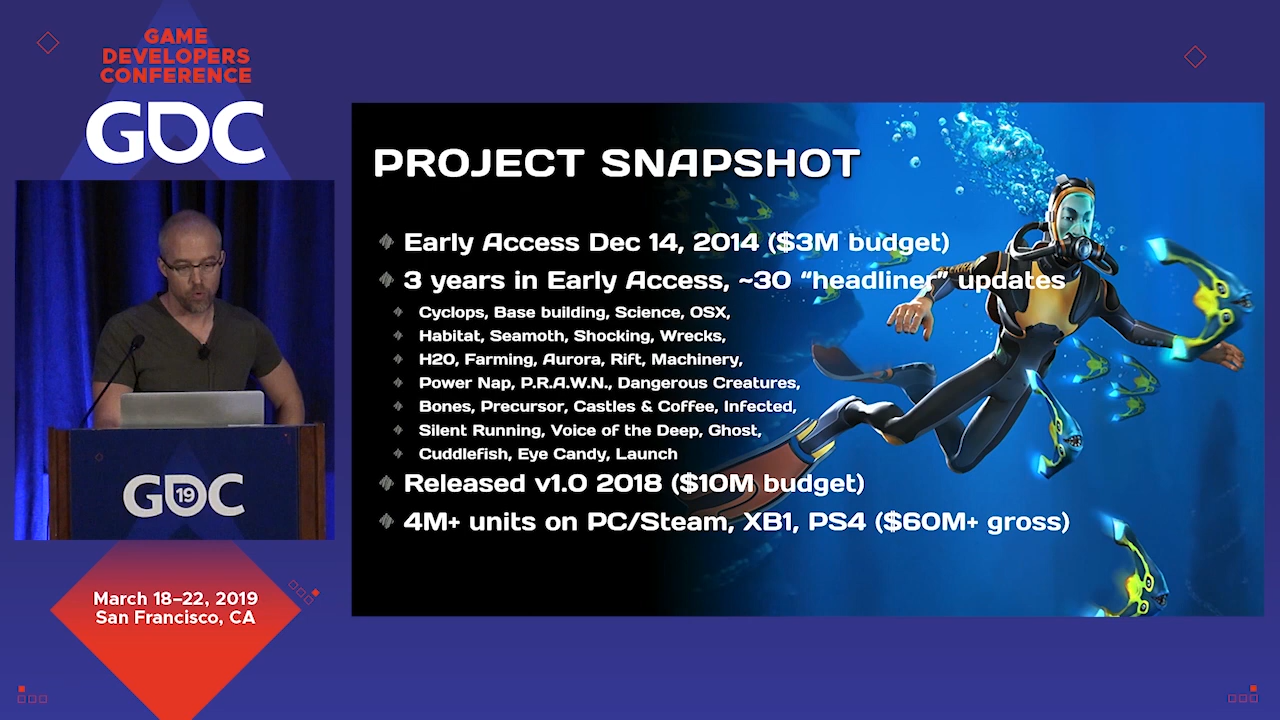 GAME
DEVELOPERS
CONFERENCE
GDC
GDC
19
March 18–22, 2019
San Francisco, CA
PROJECT SNAPSHOT
Early Access Dec 14, 2014 ($3M budget)
3 years in Early Access, ~30 “headliner” updates
Cyclops, Base building, Science, OSX,
Habitat, Seamoth, Shocking, Wrecks,
H2O, Farming, Aurora, Rift, Machinery,
Power Nap, P.R.A.W.N., Dangerous Creatures,
Bones, Precursor, Castles & Coffee, Infected,
Silent Running, Voice of the Deep, Ghost,
Cuddlefish, Eye Candy, Launch
Released v1.0 2018 ($10M budget)
4M+ units on PC/Steam, XB1, PS4 ($60M+ gross)